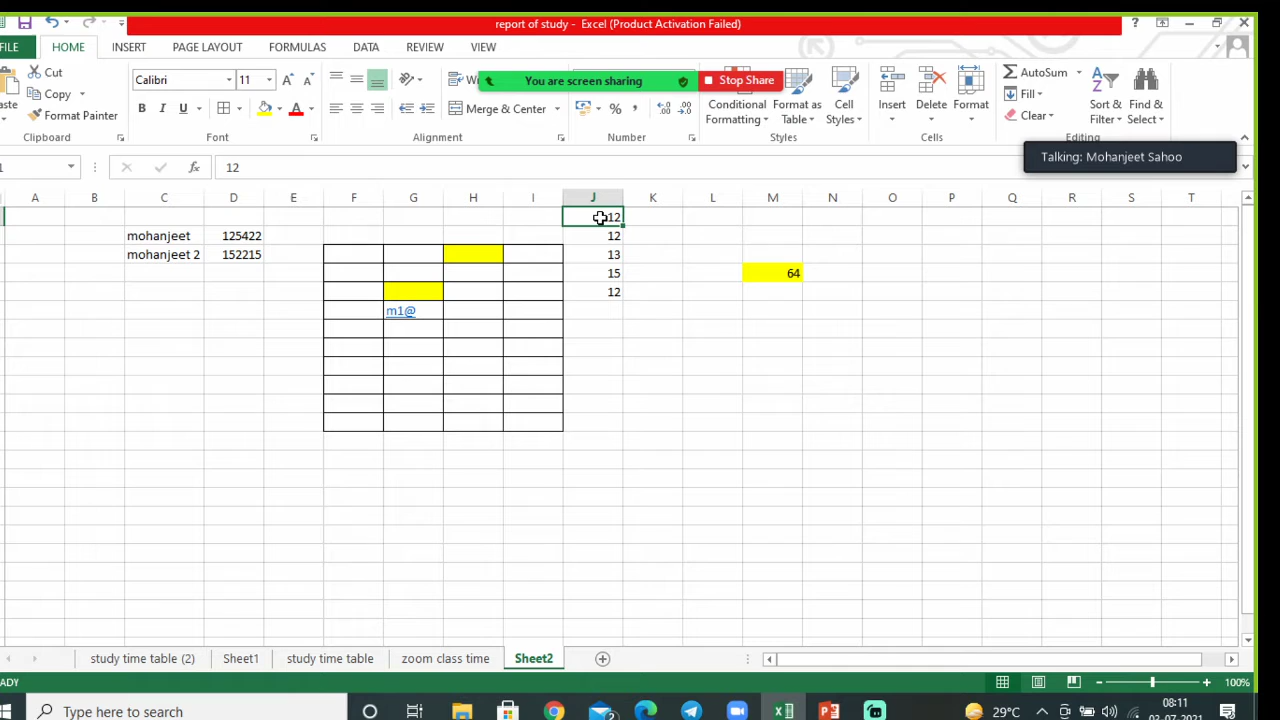 report of study - Excel (Product Activation Failed)
FILE HOME INSERT PAGE LAYOUT FORMULAS DATA REVIEW VIEW
Cut
Copy
Format Painter
Clipboard
Calibri 11
B I U
Font
Alignment
Merge & Center
You are screen sharing Stop Share
%
Number
Conditional Formatting
Format as Table
Cell Styles
Styles
Insert Delete Format
Cells
AutoSum
Fill
Clear
Sort & Filter
Find & Select
Editing
Talking: Mohanjeet Sahoo
12
A B C D E F G H I J K L M N O P Q R S T
12
mohanjeet 125422 12
mohanjeet 2 152215 13
15 64
12
m1@
study time table (2) Sheet1 study time table zoom class time Sheet2
100%
Type here to search
2
29°C
08:11